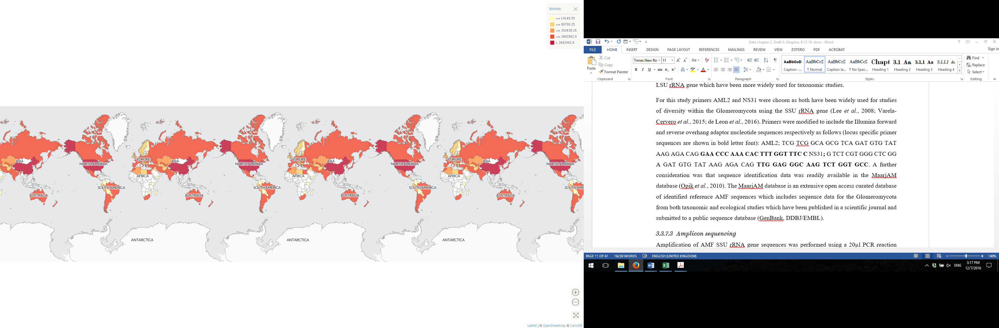 tonnes
<= 10149.55
<= 80700.25
<= 252438.25
<= 2462962.9
> 2462962.9
ASIA
NORTH AMERICA
EUROPE
ASIA
NORTH AMERICA
EUROPE
ASIA
NORTH AMERICA
EUROPE
ASIA
NORTH AMERICA
AFRICA
AFRICA
AFRICA
SOUTH AMERICA
SOUTH AMERICA
SOUTH AMERICA
SOUTH AME
AUSTRALIA
AUSTRALIA
AUSTRALIA
AUSTRALIA
ANTARCTICA
ANTARCTICA
ANTARCTICA
Leaflet | © OpenStreetMap © CartoDB
Data chapter 2. Draft 3. Despina. 6.12.16 .docx - Word
FILE HOME INSERT DESIGN PAGE LAYOUT REFERENCES MAILINGS REVIEW VIEW ZOTERO PDF ACROBAT Sign in
Paste
Cut
Copy
Format Painter
Clipboard
Times New Ro 11
Font
Paragraph
AaBbOcD AaBbCcI AaBbCcI AaBbCcI Chapt 3.1 Aa 3.1.1 Aa 3.1.1.1 Ac
Caption -... ¶ Normal Caption la... ¶ No Spac... Heading 1 Heading 2 Heading 3 Heading 4
Styles
Find
Replace
Select
Editing
LSU rRNA gene which have been more widely used for taxonomic studies.
For this study primers AML2 and NS31 were chosen as both have been widely used for studies
of diversity within the Glomeromycota using the SSU rRNA gene (Lee et al., 2008; Varela-
Cervero et al., 2015; de Leon et al., 2016). Primers were modified to include the Illumina forward
and reverse overhang adaptor nucleotide sequences respectively as follows (locus specific primer
sequences are shown in bold letter font): AML2; TCG TCG GCA GCG TCA GAT GTG TAT
AAG AGA CAG GAA CCC AAA CAC TTT GGT TTC C NS31; G TCT CGT GGG CTC GG
A GAT GTG TAT AAG AGA CAG TTG GAG GGC AAG TCT GGT GCC. A further
consideration was that sequence identification data was readily available in the MaarjAM
database (Opik et al., 2010). The MaarjAM database is an extensive open access curated database
of identified reference AMF sequences which includes sequence data for the Glomeromycota
from both taxonomic and ecological studies which have been published in a scientific journal and
submitted to a public sequence database (GenBank, DDBJ/EMBL).
3.3.7.3 Amplicon sequencing
Amplification of AMF SSU rRNA gene sequences was performed using a 20µl PCR reaction
PAGE 11 OF 61 16230 WORDS ENGLISH (UNITED KINGDOM) 140%
ENG
3:17 PM
12/7/2016